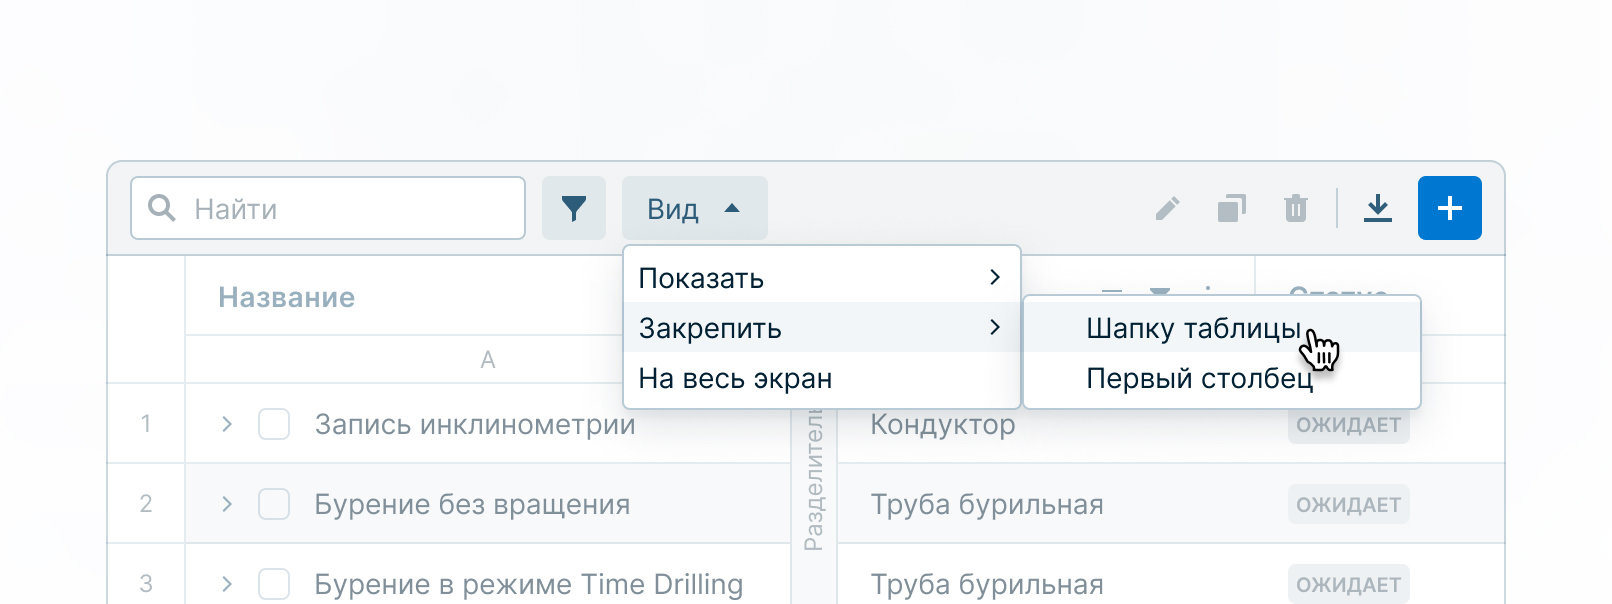 Найти
Вид
Показать
Закрепить
На весь экран
Шапку таблицы
Первый столбец
Название
Статус
A
1
Запись инклинометрии
Разделитель
Кондуктор
ОЖИДАЕТ
2
Бурение без вращения
Труба бурильная
ОЖИДАЕТ
3
Бурение в режиме Time Drilling
Труба бурильная
ОЖИДАЕТ